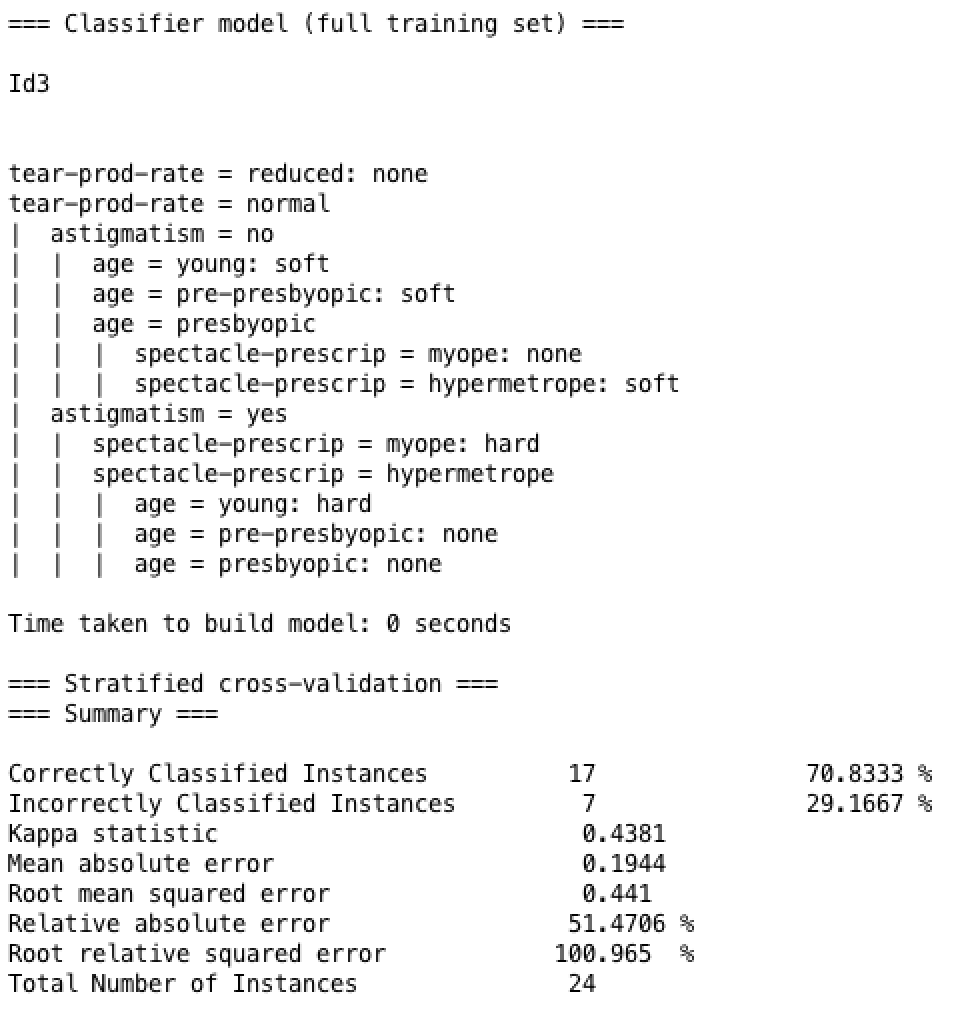 === Classifier model (full training set) ===
Id3
tear-prod-rate = reduced: none
tear-prod-rate = normal
|  astigmatism = no
|  |  age = young: soft
|  |  age = pre-presbyopic: soft
|  |  age = presbyopic
|  |  |  spectacle-prescrip = myope: none
|  |  |  spectacle-prescrip = hypermetrope: soft
|  astigmatism = yes
|  |  spectacle-prescrip = myope: hard
|  |  spectacle-prescrip = hypermetrope
|  |  |  age = young: hard
|  |  |  age = pre-presbyopic: none
|  |  |  age = presbyopic: none
Time taken to build model: 0 seconds
=== Stratified cross-validation ===
=== Summary ===
Correctly Classified Instances          17               70.8333 %
Incorrectly Classified Instances         7               29.1667 %
Kappa statistic                          0.4381
Mean absolute error                      0.1944
Root mean squared error                  0.441
Relative absolute error                 51.4706 %
Root relative squared error            100.965  %
Total Number of Instances               24